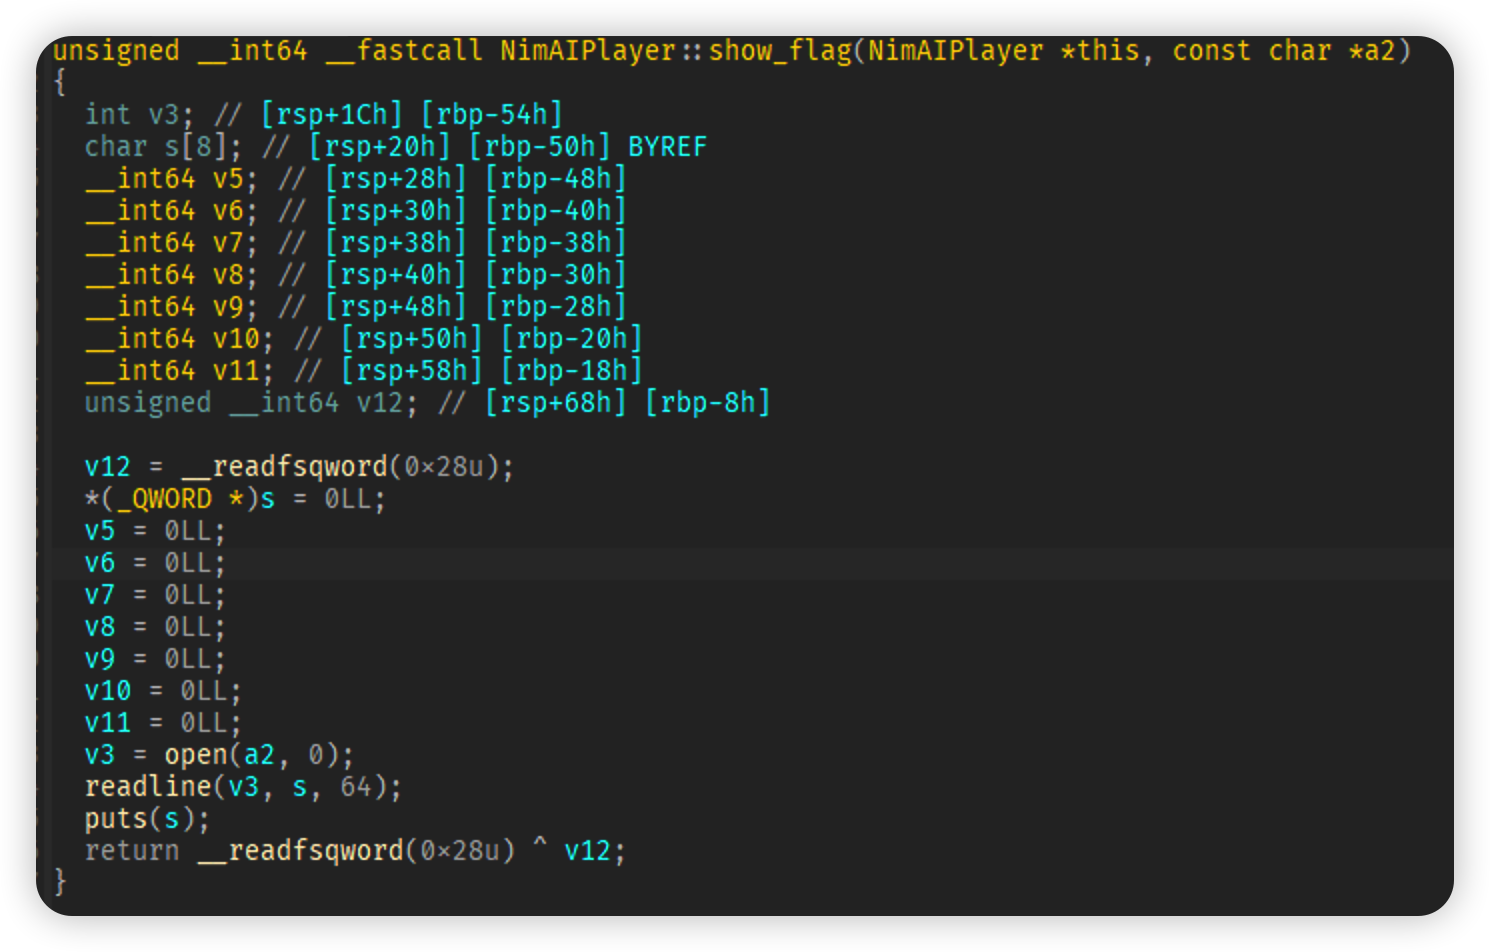 unsigned __int64 __fastcall NimAIPlayer::show_flag(NimAIPlayer *this, const char *a2)
{
  int v3; // [rsp+1Ch] [rbp-54h]
  char s[8]; // [rsp+20h] [rbp-50h] BYREF
  __int64 v5; // [rsp+28h] [rbp-48h]
  __int64 v6; // [rsp+30h] [rbp-40h]
  __int64 v7; // [rsp+38h] [rbp-38h]
  __int64 v8; // [rsp+40h] [rbp-30h]
  __int64 v9; // [rsp+48h] [rbp-28h]
  __int64 v10; // [rsp+50h] [rbp-20h]
  __int64 v11; // [rsp+58h] [rbp-18h]
  unsigned __int64 v12; // [rsp+68h] [rbp-8h]

  v12 = __readfsqword(0x28u);
  *(_QWORD *)s = 0LL;
  v5 = 0LL;
  v6 = 0LL;
  v7 = 0LL;
  v8 = 0LL;
  v9 = 0LL;
  v10 = 0LL;
  v11 = 0LL;
  v3 = open(a2, 0);
  readline(v3, s, 64);
  puts(s);
  return __readfsqword(0x28u) ^ v12;
}